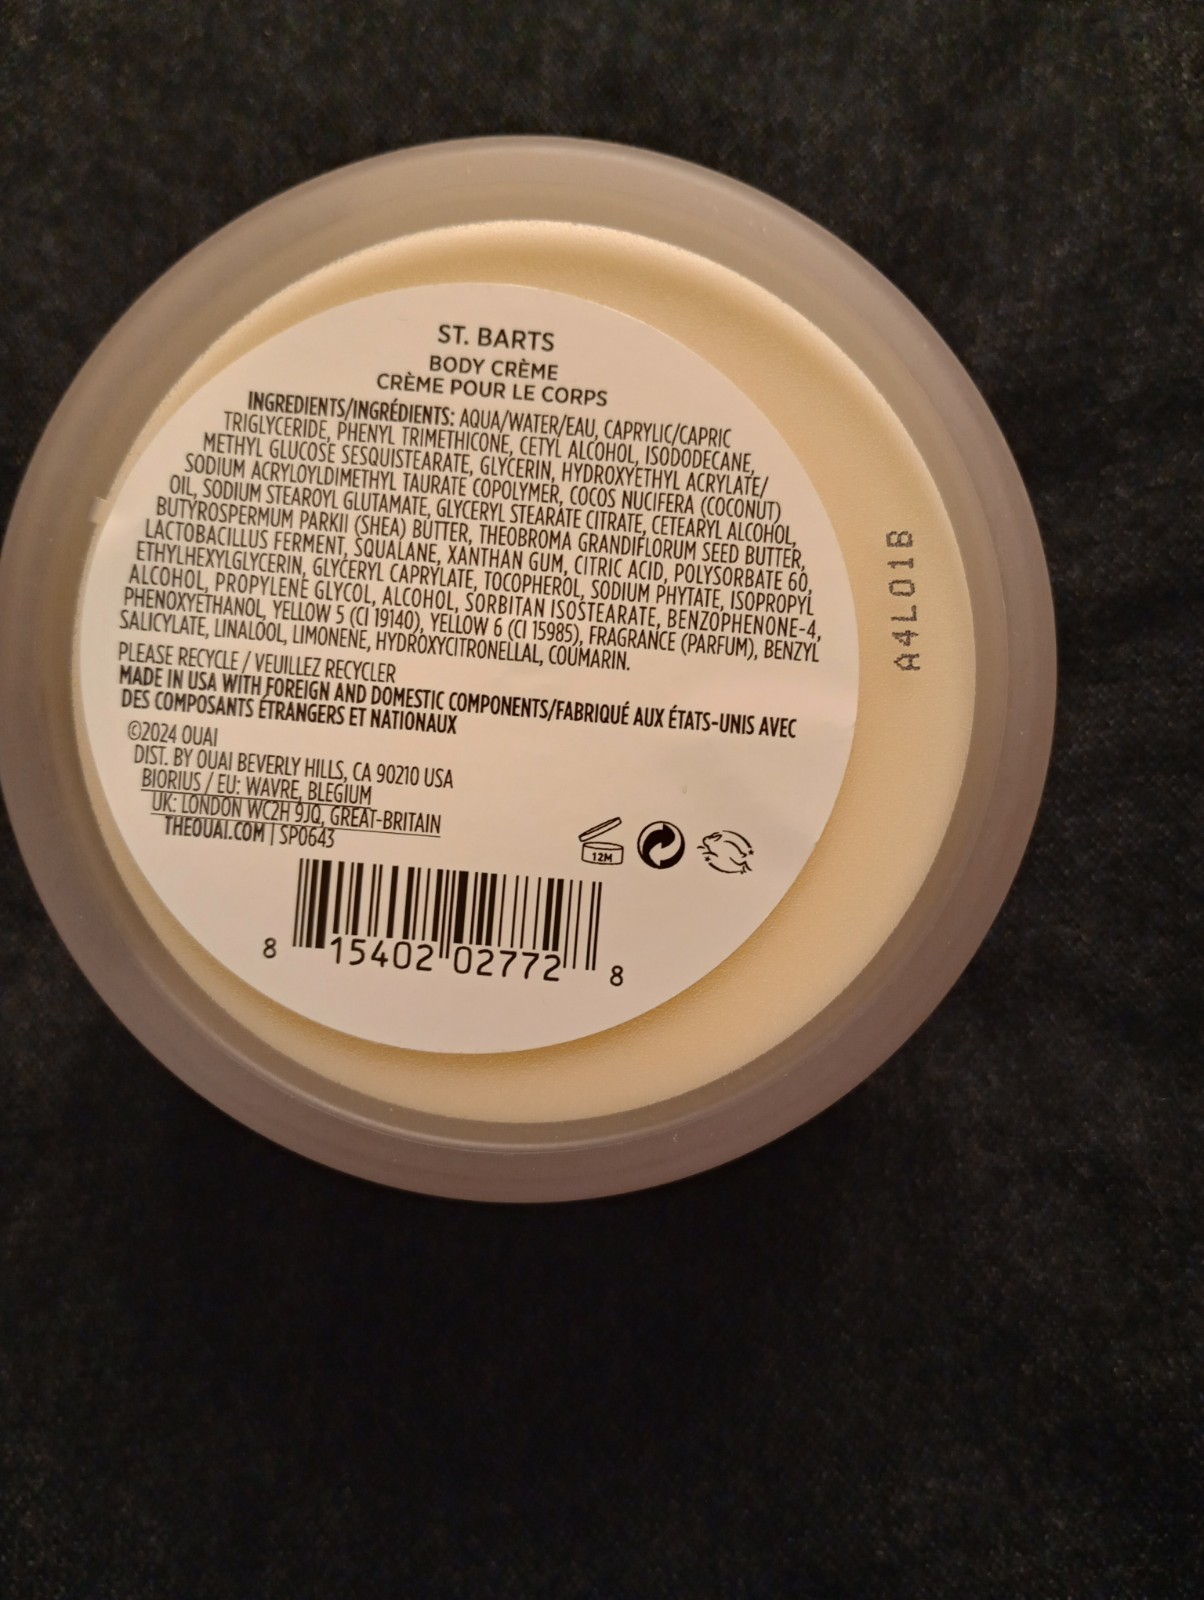 ST. BARTS
BODY CRÈME
CRÈME POUR LE CORPS
INGREDIENTS/INGRÉDIENTS: AQUA/WATER/EAU, CAPRYLIC/CAPRIC
TRIGLYCERIDE, PHENYL TRIMETHICONE, CETYL ALCOHOL, ISODODECANE,
METHYL GLUCOSE SESQUISTEARATE, GLYCERIN, HYDROXYETHYL ACRYLATE/
SODIUM ACRYLOYLDIMETHYL TAURATE COPOLYMER, COCOS NUCIFERA (COCONUT)
OIL, SODIUM STEAROYL GLUTAMATE, GLYCERYL STEARATE CITRATE, CETEARYL ALCOHOL,
BUTYROSPERMUM PARKII (SHEA) BUTTER, THEOBROMA GRANDIFLORUM SEED BUTTER,
LACTOBACILLUS FERMENT, SQUALANE, XANTHAN GUM, CITRIC ACID, POLYSORBATE 60,
ETHYLHEXYLGLYCERIN, GLYCERYL CAPRYLATE, TOCOPHEROL, SODIUM PHYTATE, ISOPROPYL
ALCOHOL, PROPYLENE GLYCOL, ALCOHOL, SORBITAN ISOSTEARATE, BENZOPHENONE-4,
PHENOXYETHANOL, YELLOW 5 (CI 19140), YELLOW 6 (CI 15985), FRAGRANCE (PARFUM), BENZYL
SALICYLATE, LINALOOL, LIMONENE, HYDROXYCITRONELLAL, COUMARIN.
PLEASE RECYCLE / VEUILLEZ RECYCLER
MADE IN USA WITH FOREIGN AND DOMESTIC COMPONENTS/FABRIQUÉ AUX ÉTATS-UNIS AVEC
DES COMPOSANTS ÉTRANGERS ET NATIONAUX
©2024 OUAI
DIST. BY OUAI BEVERLY HILLS, CA 90210 USA
BIORIUS / EU: WAVRE, BLEGIUM
UK: LONDON WC2H 9JQ, GREAT-BRITAIN
THEOUAI.COM | SP0643
12M
8 15402 02772 8
A4L01B